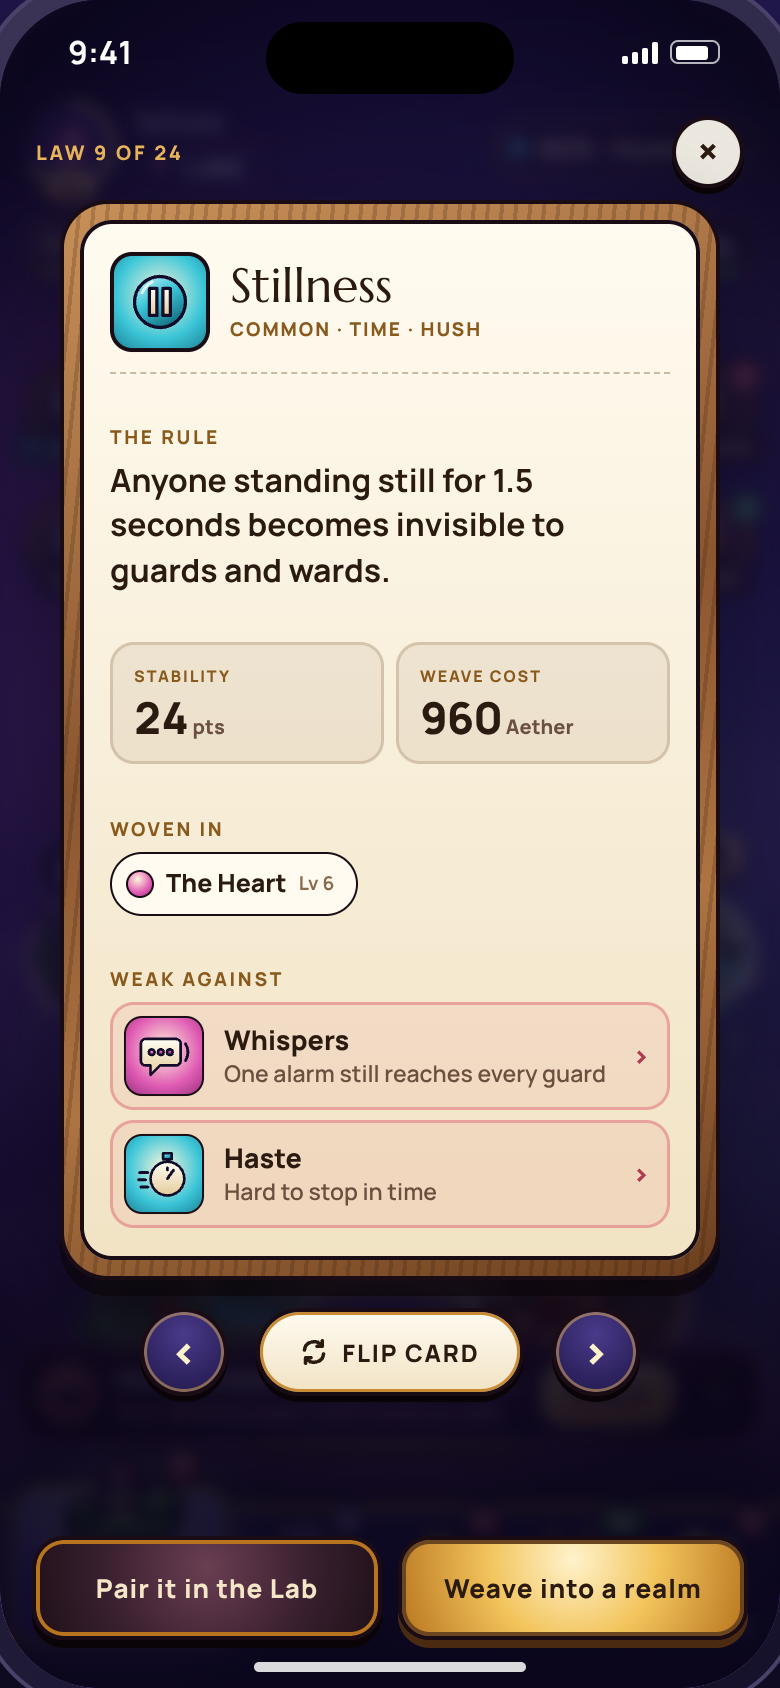 9:41
LAW 9 OF 24
Stillness
COMMON · TIME · HUSH
THE RULE
Anyone standing still for 1.5
seconds becomes invisible to
guards and wards.
STABILITY
24 pts
WEAVE COST
960 Aether
WOVEN IN
The Heart Lv 6
WEAK AGAINST
Whispers
One alarm still reaches every guard
Haste
Hard to stop in time
FLIP CARD
Pair it in the Lab
Weave into a realm